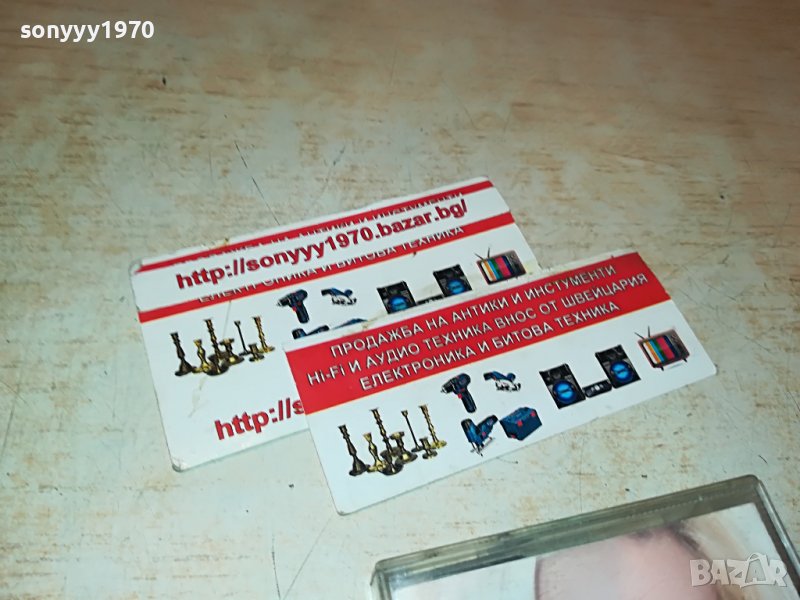 sonyyy1970
http://sonyyy1970.bazar.bg/
ЕЛЕКТРОНИКА И БИТОВА ТЕХНИКА
http://s
ПРОДАЖБА НА АНТИКИ И ИНСТУМЕНТИ
Hi-Fi И АУДИО ТЕХНИКА ВНОС ОТ ШВЕЙЦАРИЯ
ЕЛЕКТРОНИКА И БИТОВА ТЕХНИКА
BAZAR